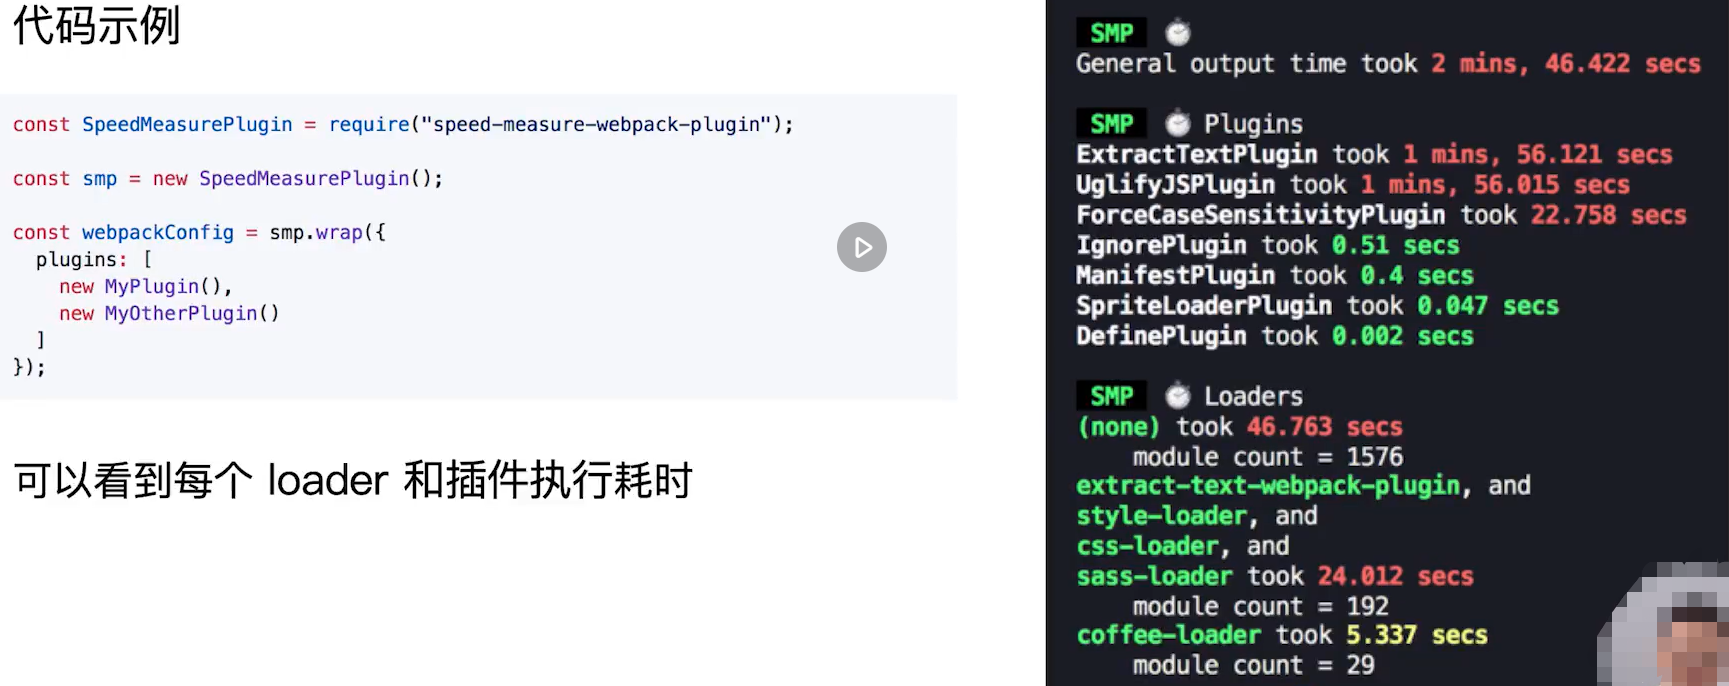 代码示例
const SpeedMeasurePlugin = require("speed-measure-webpack-plugin");
const smp = new SpeedMeasurePlugin();
const webpackConfig = smp.wrap({
  plugins: [
    new MyPlugin(),
    new MyOtherPlugin()
  ]
});
可以看到每个 loader 和插件执行耗时
SMP
General output time took 2 mins, 46.422 secs
SMP Plugins
ExtractTextPlugin took 1 mins, 56.121 secs
UglifyJSPlugin took 1 mins, 56.015 secs
ForceCaseSensitivityPlugin took 22.758 secs
IgnorePlugin took 0.51 secs
ManifestPlugin took 0.4 secs
SpriteLoaderPlugin took 0.047 secs
DefinePlugin took 0.002 secs
SMP Loaders
(none) took 46.763 secs
    module count = 1576
extract-text-webpack-plugin, and
style-loader, and
css-loader, and
sass-loader took 24.012 secs
    module count = 192
coffee-loader took 5.337 secs
    module count = 29